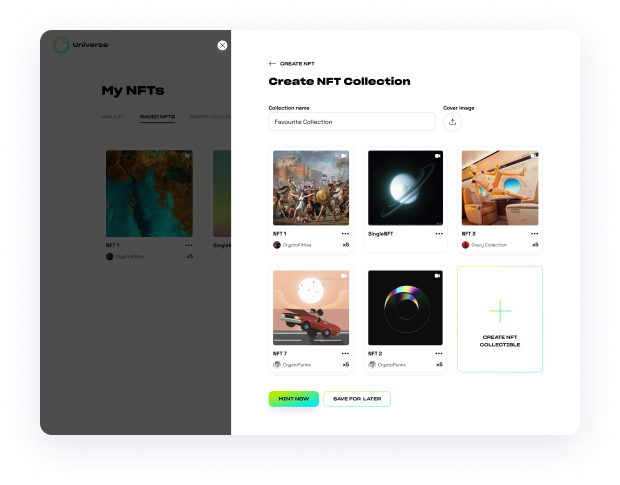 Universe
My NFTs
WALLET SAVED NFTS
NFT 1
CryptoKitties x5
SingleN
CREATE NFT
Create NFT Collection
Collection name
Favourite Collection
Cover image
NFT 1
CryptoKitties x5
SingleNFT
NFT 3
Crazy Collection x5
NFT 7
CryptoPunks x5
NFT 2
CryptoPunks x5
CREATE NFT
COLLECTIBLE
MINT NOW
SAVE FOR LATER